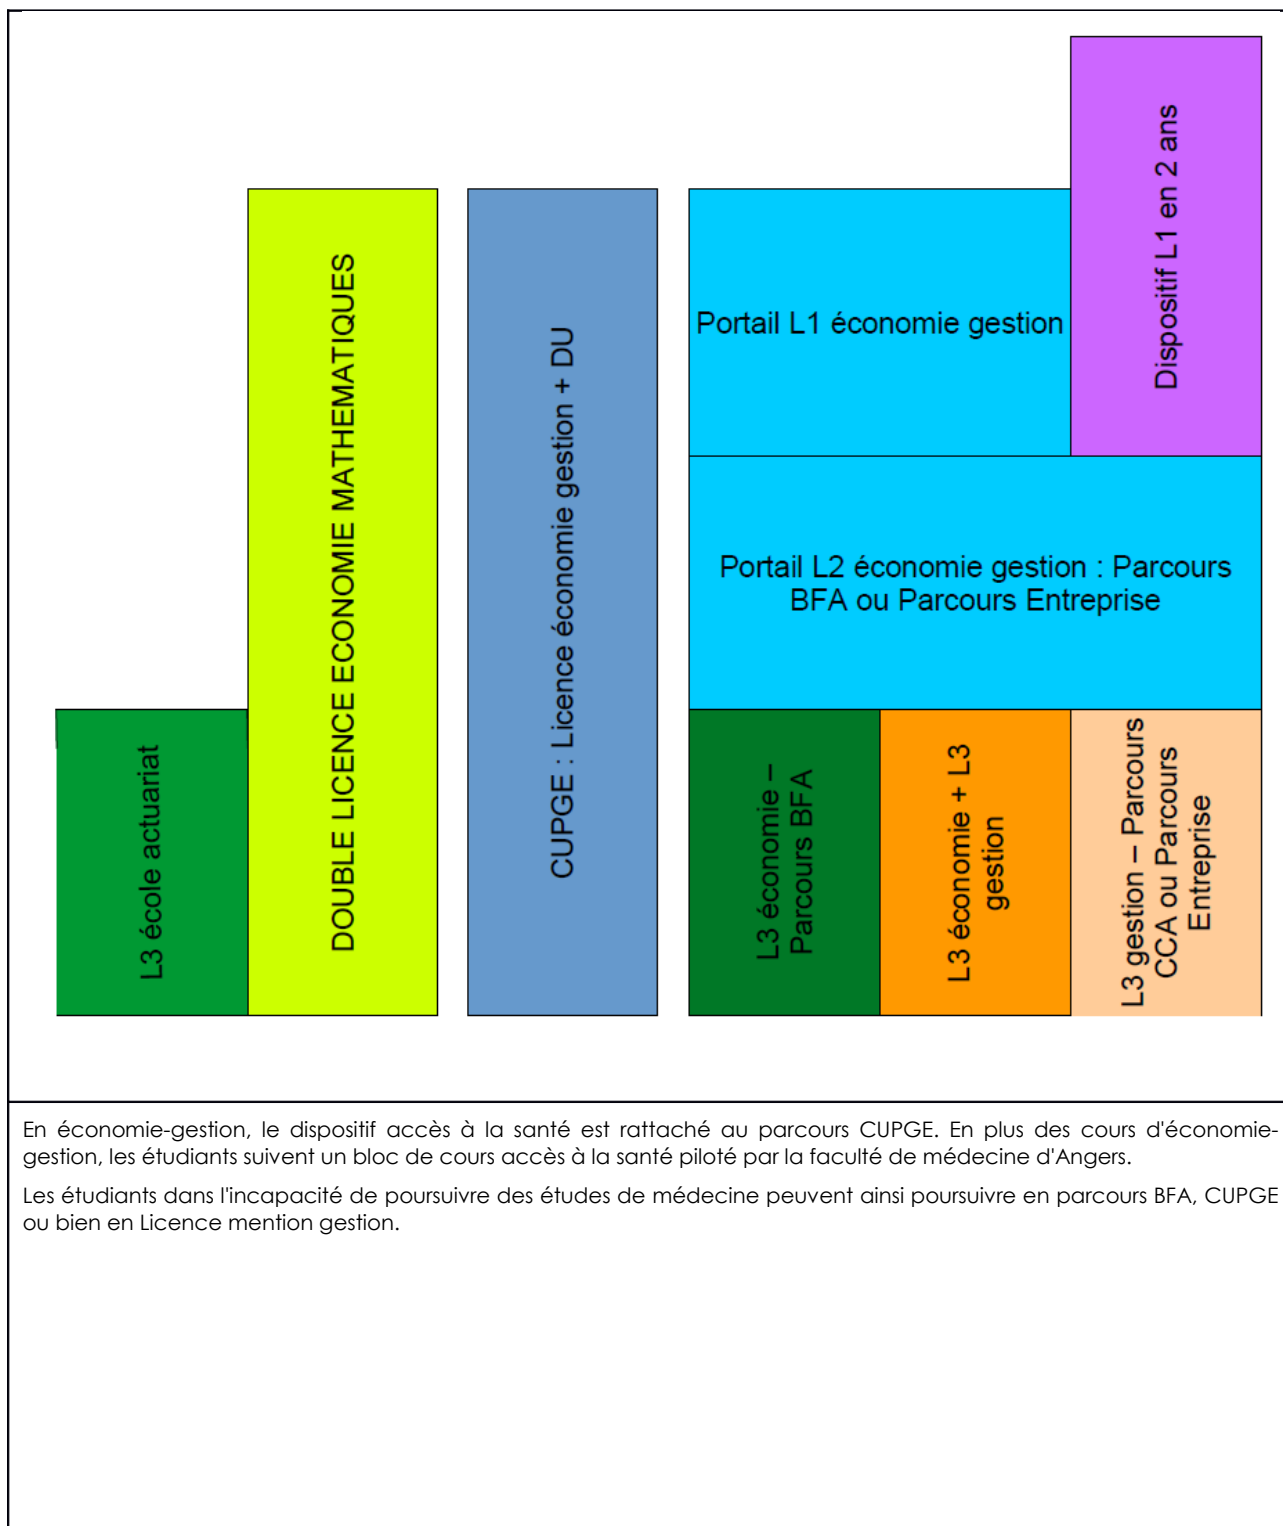 L3 école actuariat
DOUBLE LICENCE ECONOMIE MATHEMATIQUES
CUPGE : Licence économie gestion + DU
Portail L1 économie gestion
Dispositif L1 en 2 ans
Portail L2 économie gestion : Parcours
BFA ou Parcours Entreprise
L3 économie –
Parcours BFA
L3 économie + L3
gestion
L3 gestion – Parcours
CCA ou Parcours
Entreprise
En économie-gestion, le dispositif accès à la santé est rattaché au parcours CUPGE. En plus des cours d'économie-
gestion, les étudiants suivent un bloc de cours accès à la santé piloté par la faculté de médecine d'Angers.
Les étudiants dans l'incapacité de poursuivre des études de médecine peuvent ainsi poursuivre en parcours BFA, CUPGE
ou bien en Licence mention gestion.